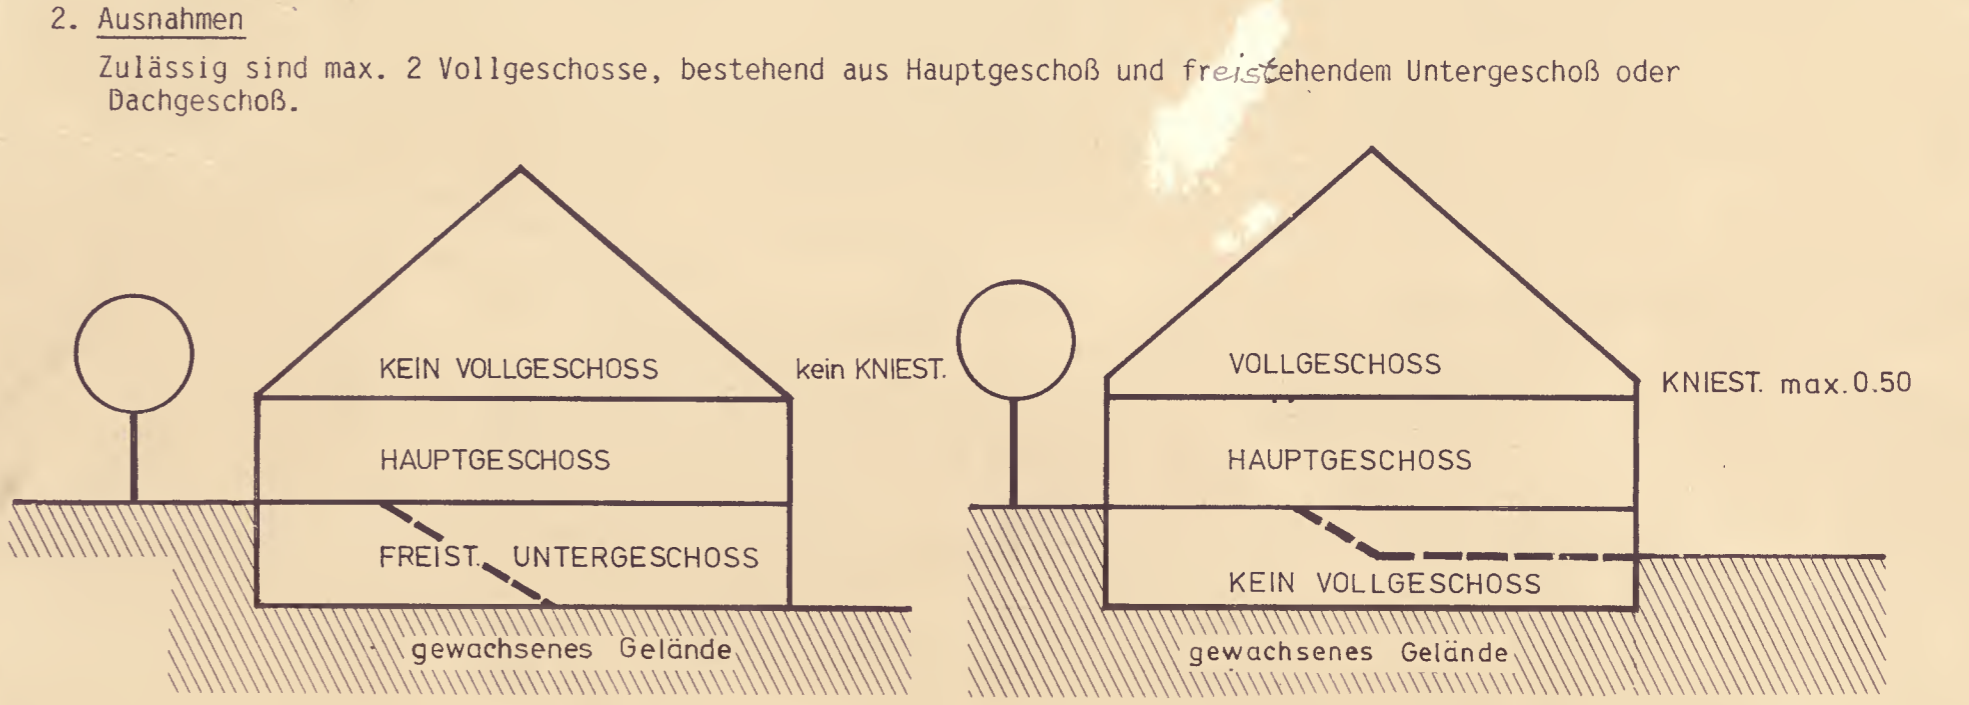 2. Ausnahmen
Zulässig sind max. 2 Vollgeschosse, bestehend aus Hauptgeschoß und freistehendem Untergeschoß oder
Dachgeschoß.
KEIN VOLLGESCHOSS
kein KNIEST.
HAUPTGESCHOSS
FREIST. UNTERGESCHOSS
gewachsenes Gelände
VOLLGESCHOSS
KNIEST. max. 0.50
HAUPTGESCHOSS
KEIN VOLLGESCHOSS
gewachsenes Gelände